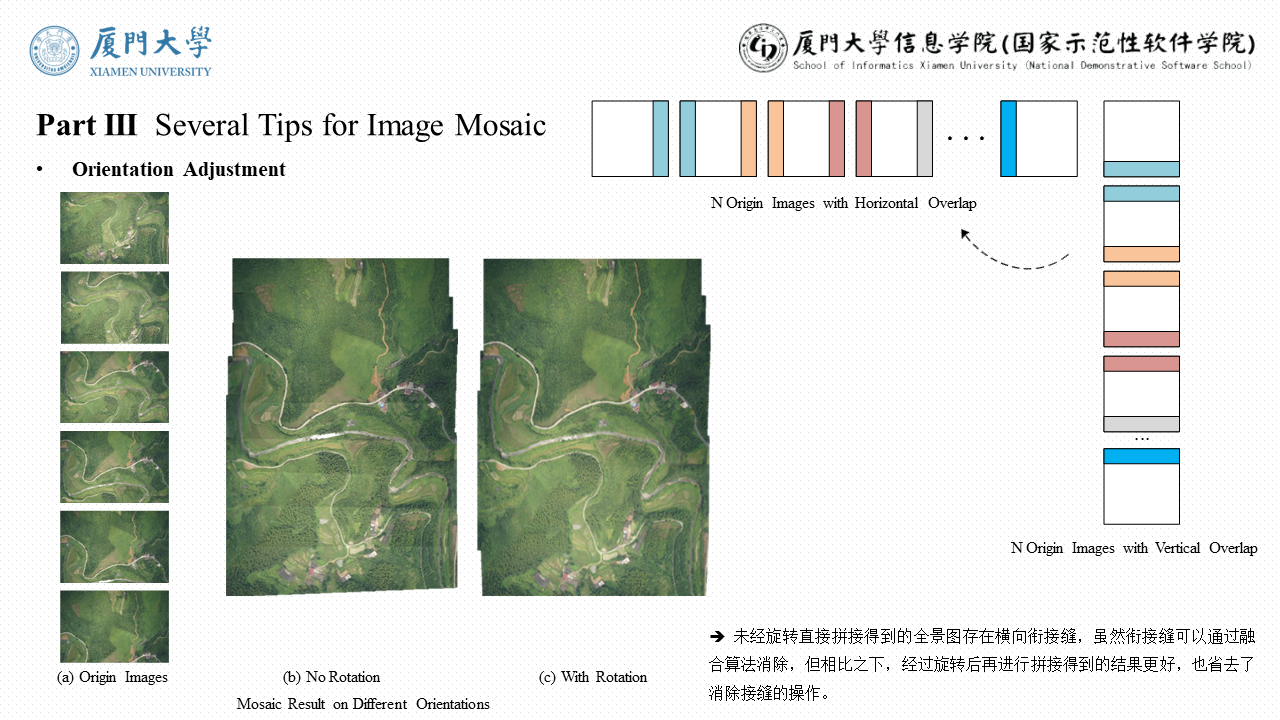 厦門大學
XIAMEN UNIVERSITY
厦門大學信息学院(国家示范性软件学院)
School of Informatics Xiamen University (National Demonstrative Software School)
Part III Several Tips for Image Mosaic
• Orientation Adjustment
...
N Origin Images with Horizontal Overlap
...
N Origin Images with Vertical Overlap
(a) Origin Images
(b) No Rotation
(c) With Rotation
Mosaic Result on Different Orientations
➔ 未经旋转直接拼接得到的全景图存在横向衔接缝，虽然衔接缝可以通过融
合算法消除，但相比之下，经过旋转后再进行拼接得到的结果更好，也省去了
消除接缝的操作。